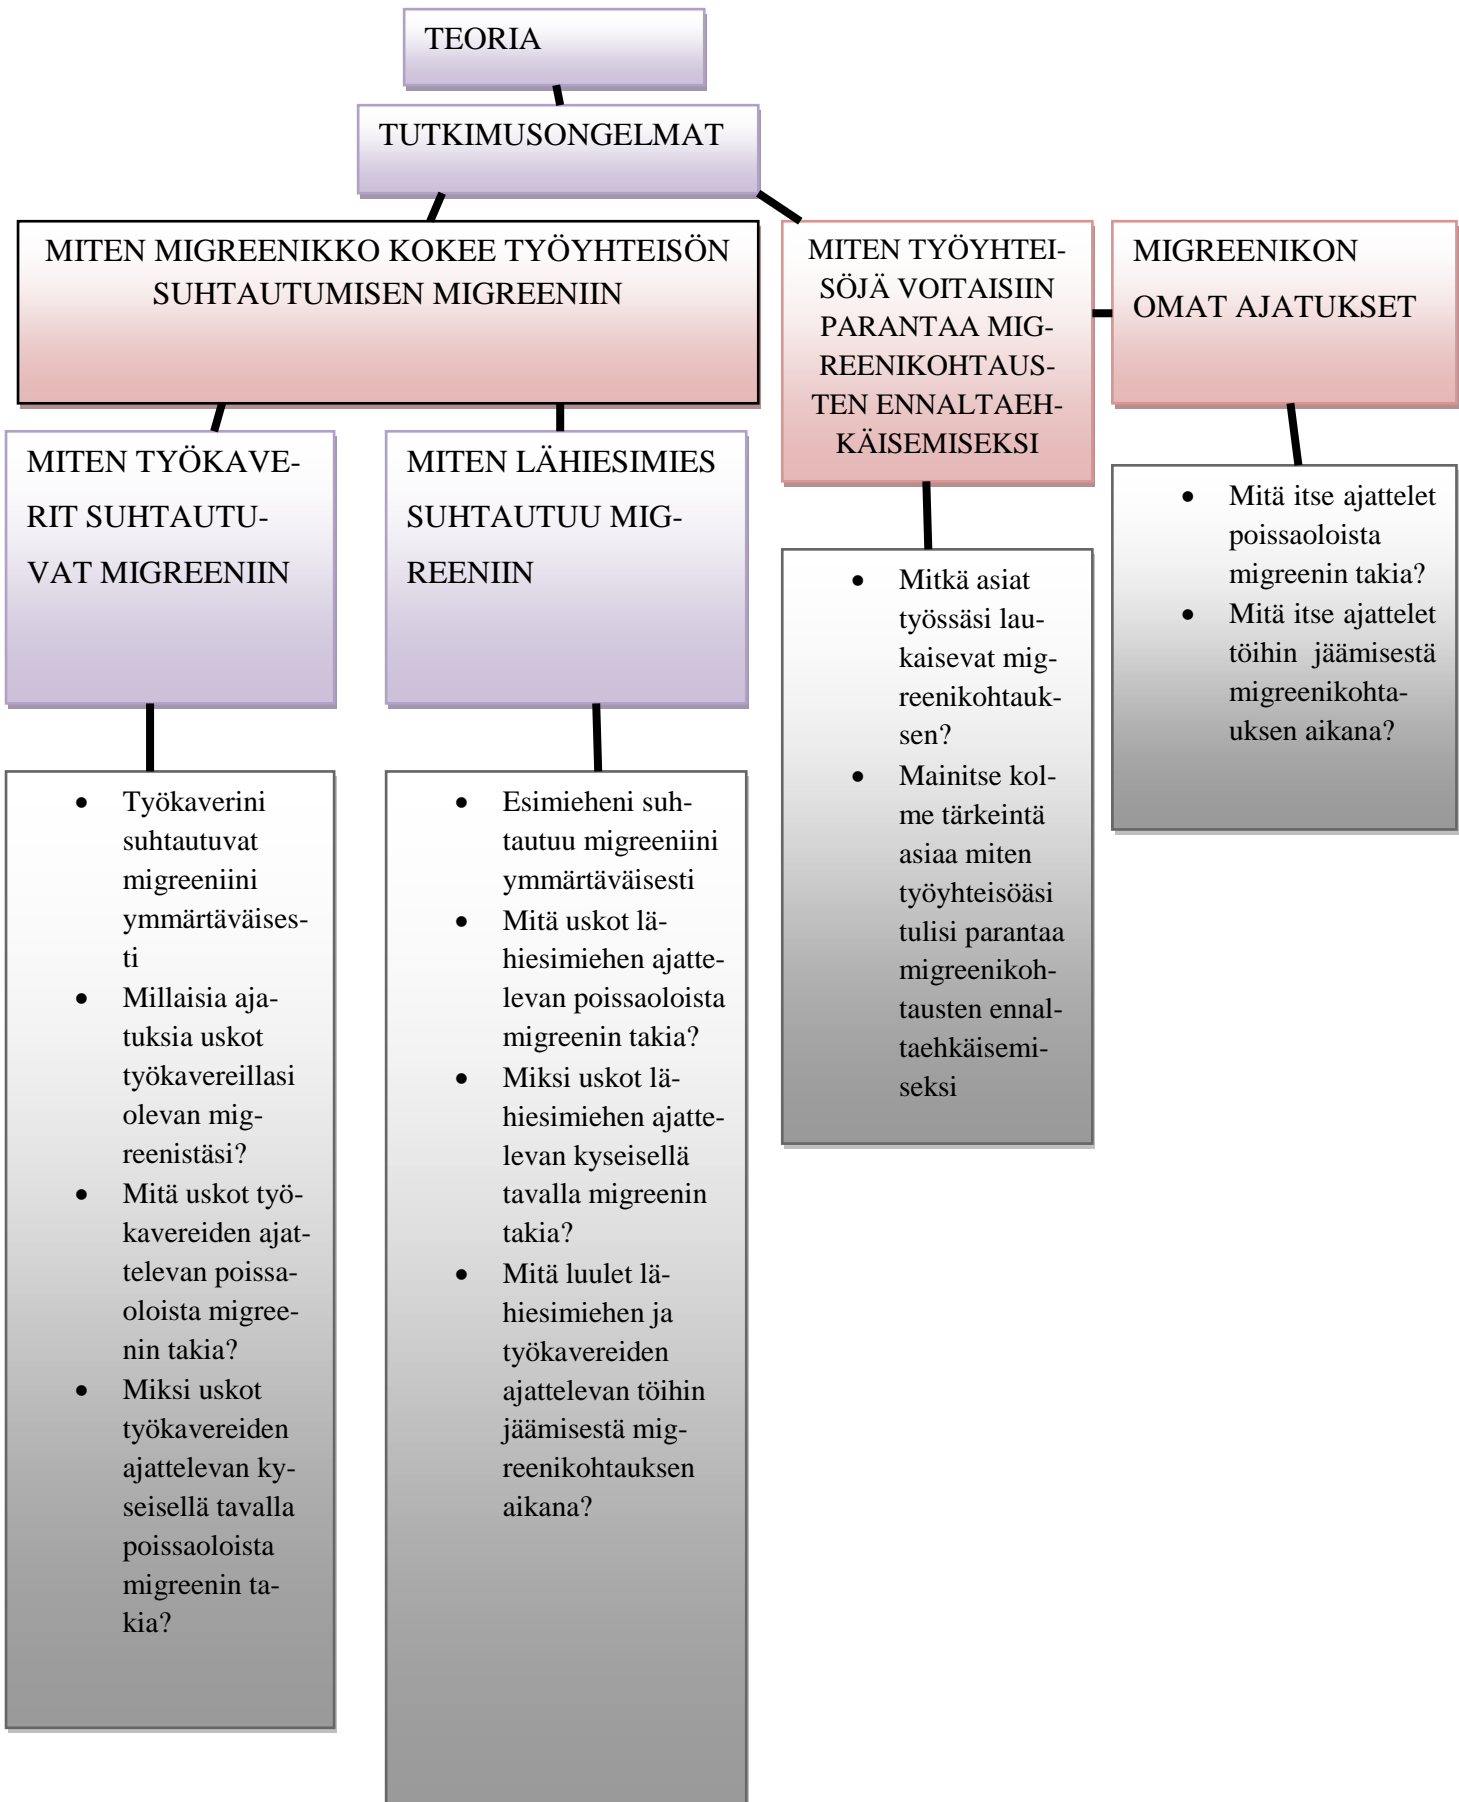 TEORIA
TUTKIMUSONGELMAT
MITEN MIGREENIKKO KOKEE TYÖYHTEISÖN
SUHTAUTUMISEN MIGREENIIN
MITEN TYÖYHTEI-
SÖJÄ VOITAISIIN
PARANTAA MIG-
REENIKOHTAUS-
TEN ENNALTAEH-
KÄISEMISEKSI
MIGREENIKON
OMAT AJATUKSET
MITEN TYÖKAVE-
RIT SUHTAUTU-
VAT MIGREENIIN
MITEN LÄHIESIMIES
SUHTAUTUU MIG-
REENIIN
• Mitä itse ajattelet
poissaoloista
migreenin takia?
• Mitä itse ajattelet
töihin jäämisestä
migreenikohta-
uksen aikana?
• Mitkä asiat
työssäsi lau-
kaisevat mig-
reenikohtauk-
sen?
• Mainitse kol-
me tärkeintä
asiaa miten
työyhteisöäsi
tulisi parantaa
migreenikoh-
tausten ennal-
taehkäisemi-
seksi
• Työkaverini
suhtautuvat
migreeniini
ymmärtäväises-
ti
• Millaisia aja-
tuksia uskot
työkavereillasi
olevan mig-
reenistäsi?
• Mitä uskot työ-
kavereiden ajat-
televan poissa-
oloista migree-
nin takia?
• Miksi uskot
työkavereiden
ajattelevan ky-
seisellä tavalla
poissaoloista
migreenin ta-
kia?
• Esimieheni suh-
tautuu migreeniini
ymmärtäväisesti
• Mitä uskot lä-
hiesimiehen ajatte-
levan poissaoloista
migreenin takia?
• Miksi uskot lä-
hiesimiehen ajatte-
levan kyseisellä
tavalla migreenin
takia?
• Mitä luulet lä-
hiesimiehen ja
työkavereiden
ajattelevan töihin
jäämisestä mig-
reenikohtauksen
aikana?